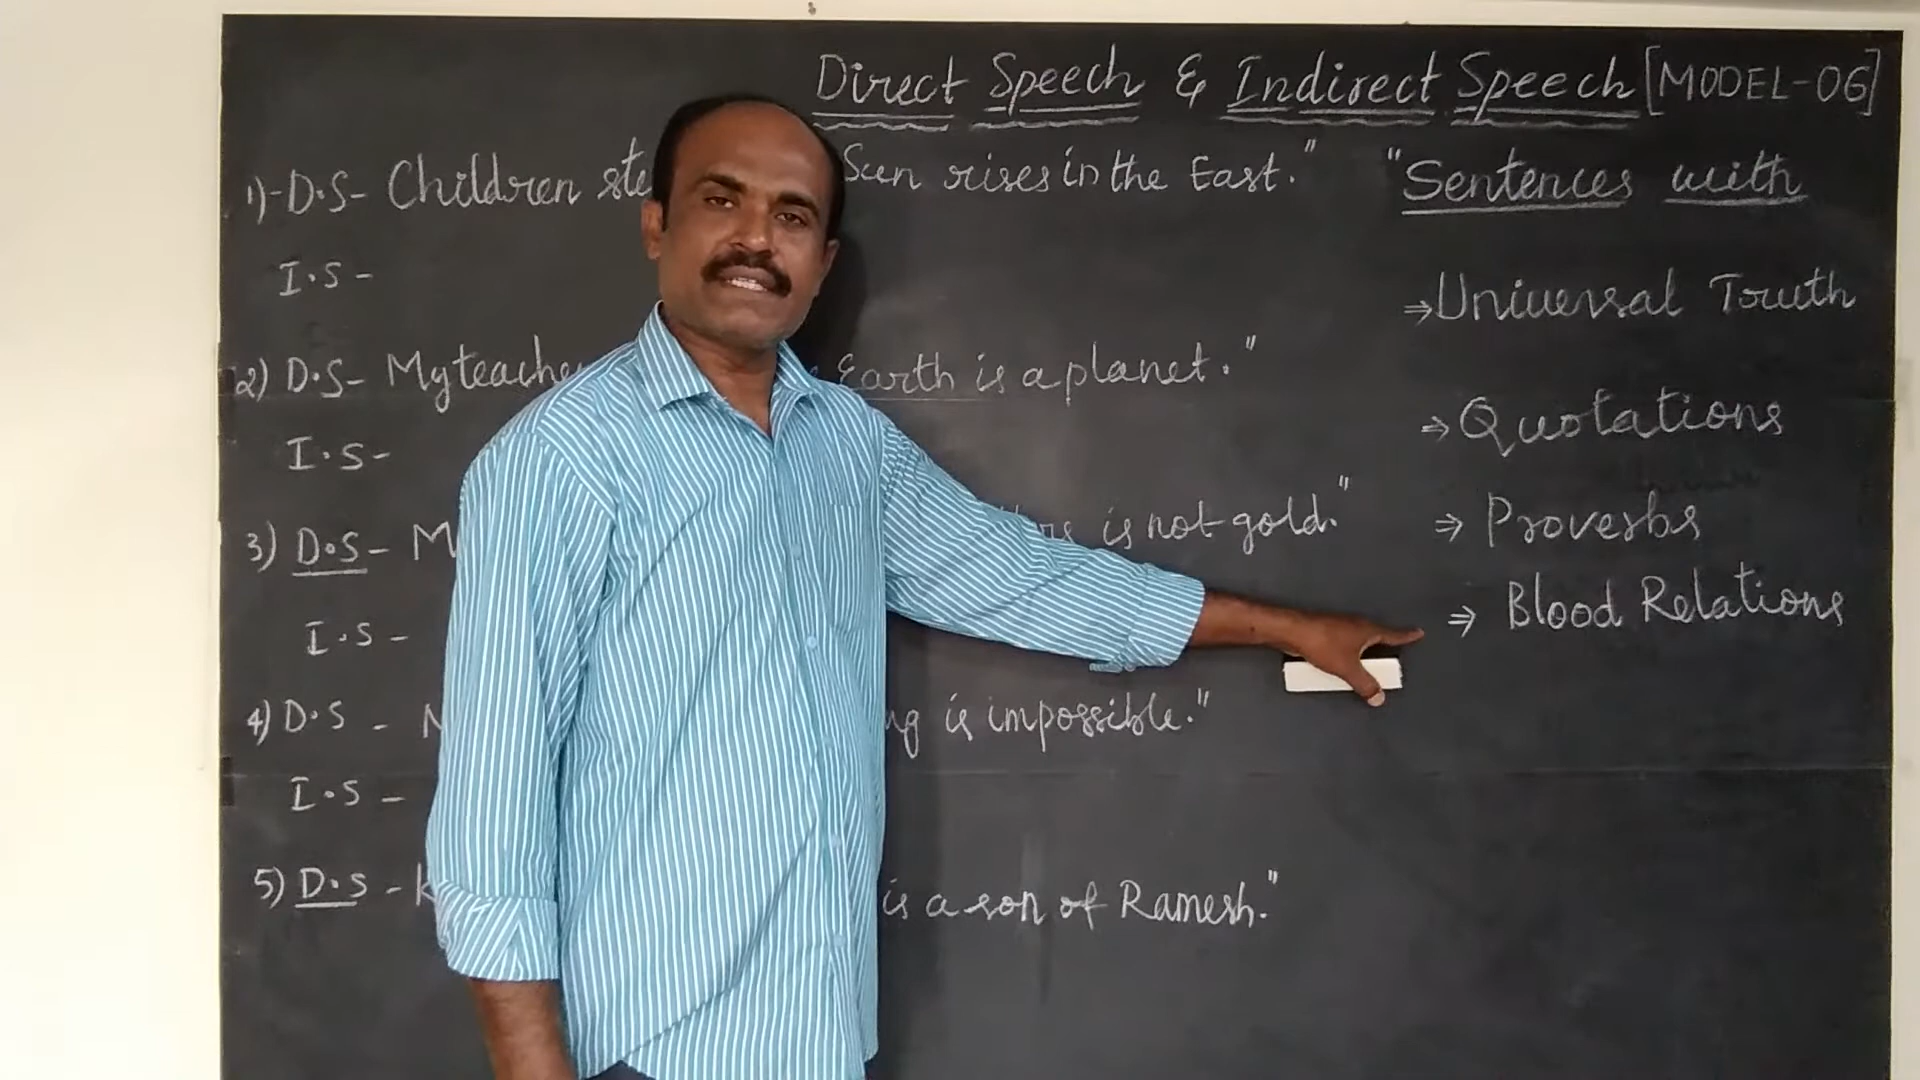 Direct Speech & Indirect Speech [MODEL-06]
1)-D.S- Children Sun rises in the East."
"Sentences with
I.S-
⇒ Universal Truth
2) D.S- My Earth is a planet."
⇒ Quotations
I.S-
3) D.S- is not gold."
⇒ Proverbs
I.S-
⇒ Blood Relations
4) D.S - is impossible."
I.S -
5) D.S - is a son of Ramesh."